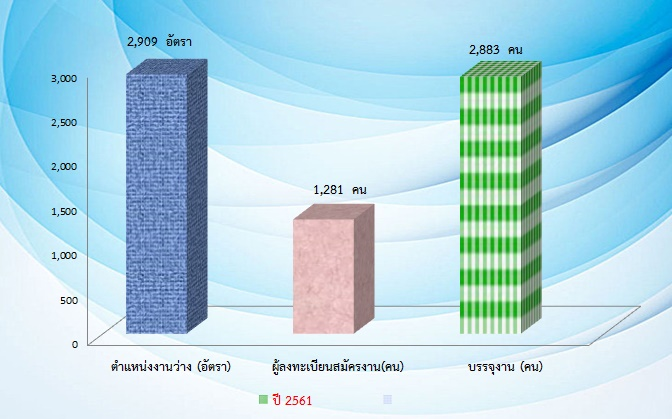 2,909 อัตรา
2,883 คน
1,281 คน
3,000
2,500
2,000
1,500
1,000
500
0
ตำแหน่งงานว่าง (อัตรา)
ผู้ลงทะเบียนสมัครงาน(คน)
บรรจุงาน (คน)
ปี 2561